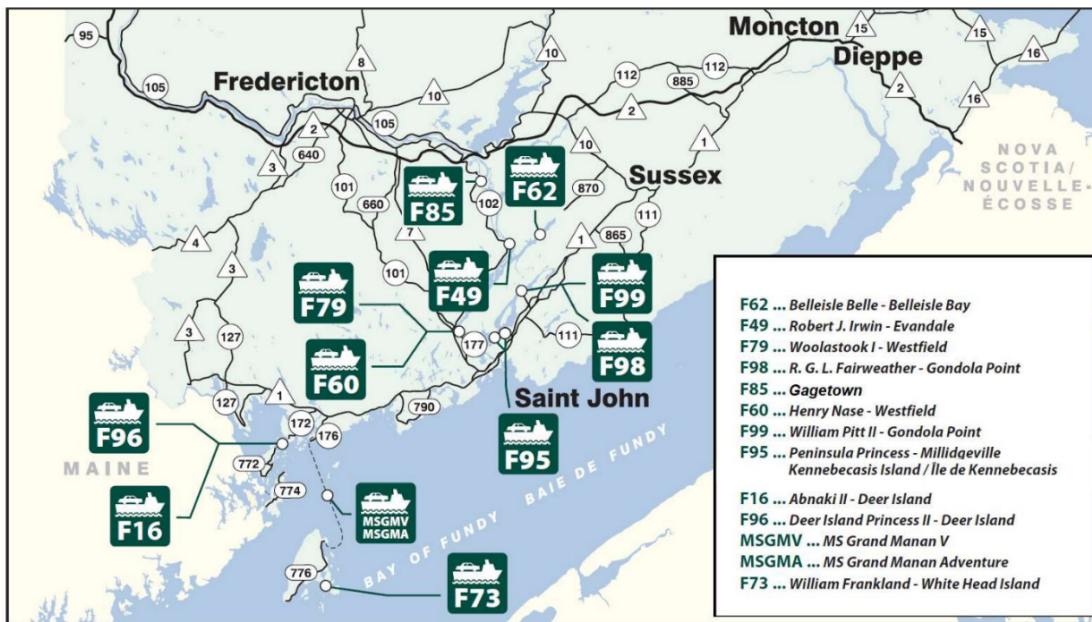 95
105
8
10
10
15
15
16
Moncton
Dieppe
112
885
112
2
2
16
Fredericton
105
2
640
3
10
1
NOVA
SCOTIA/
NOUVELLE-
ÉCOSSE
101
660
F85
102
F62
870
Sussex
111
4
3
7
1
865
F79
101
F49
F99
3
127
F60
177
111
F98
127
1
790
Saint John
F96
172
176
F95
MAINE
772
774
F16
MSGMV
MSGMA
BAY OF FUNDY BAIE DE FUNDY
776
F73
F62 ... Belleisle Belle - Belleisle Bay
F49 ... Robert J. Irwin - Evandale
F79 ... Woolastook I - Westfield
F98 ... R. G. L. Fairweather - Gondola Point
F85 ... Gagetown
F60 ... Henry Nase - Westfield
F99 ... William Pitt II - Gondola Point
F95 ... Peninsula Princess - Millidgeville
Kennebecasis Island / Île de Kennebecasis
F16 ... Abnaki II - Deer Island
F96 ... Deer Island Princess II - Deer Island
MSGMV ... MS Grand Manan V
MSGMA ... MS Grand Manan Adventure
F73 ... William Frankland - White Head Island